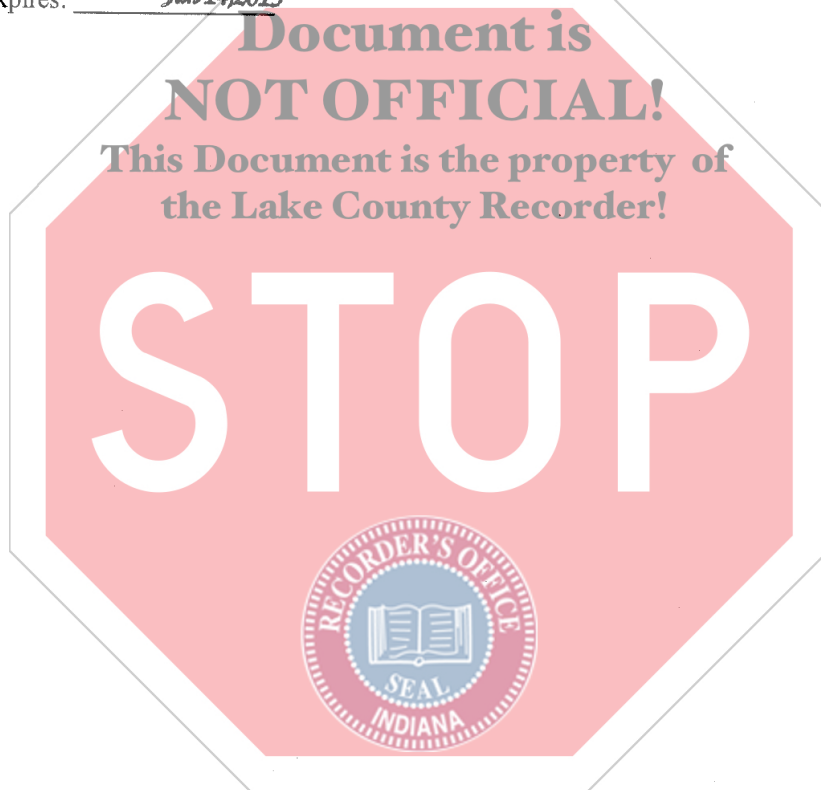 xpires:
Document is
NOT OFFICIAL!
This Document is the property of
the Lake County Recorder!
STOP
RECORDER'S OFFICE
SEAL
INDIANA